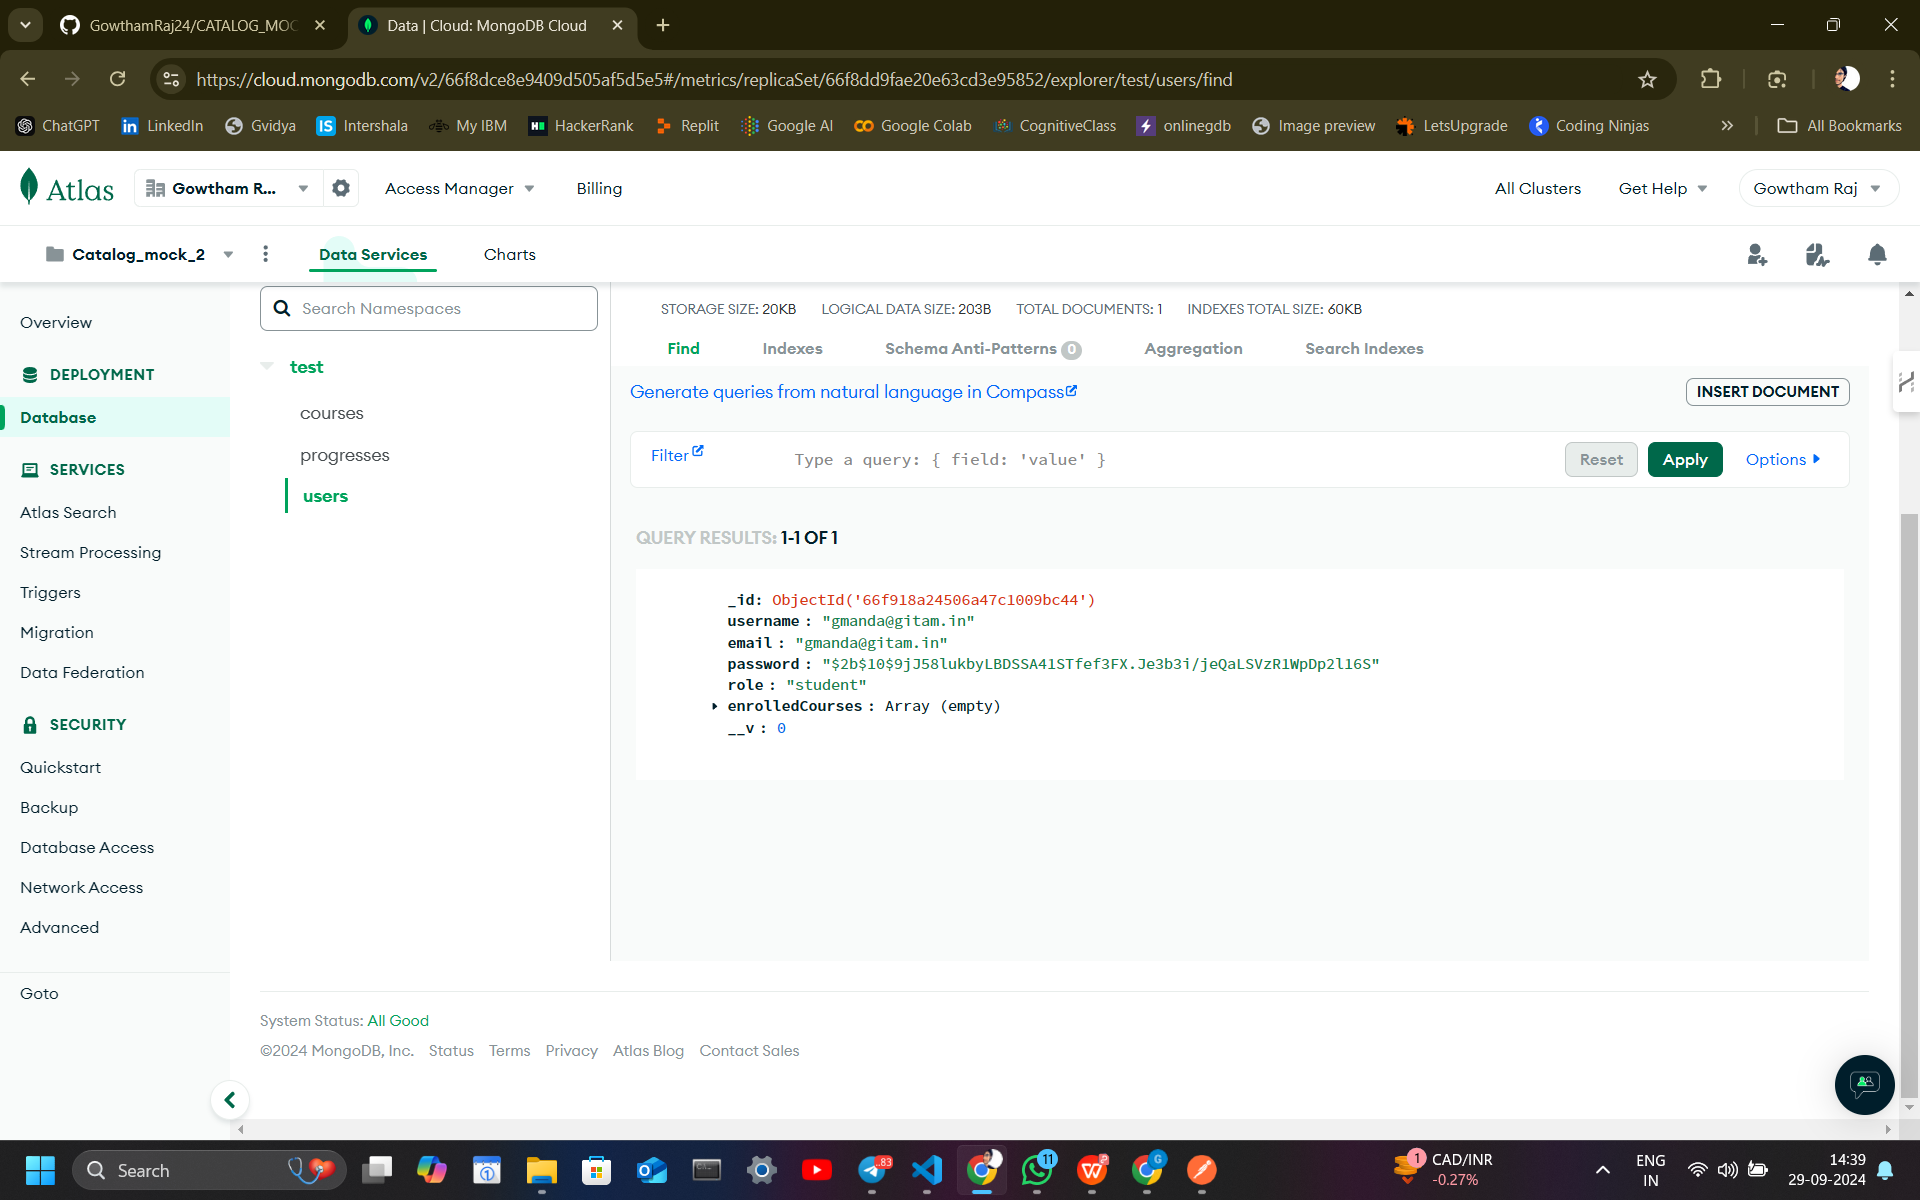 GowthamRaj24/CATALOG_MOC
Data | Cloud: MongoDB Cloud
https://cloud.mongodb.com/v2/66f8dce8e9409d505af5d5e5#/metrics/replicaSet/66f8dd9fae20e63cd3e95852/explorer/test/users/find
ChatGPT LinkedIn Gvidya Intershala My IBM HackerRank Replit Google AI Google Colab CognitiveClass onlinegdb Image preview LetsUpgrade Coding Ninjas » All Bookmarks
Atlas Gowtham R... Access Manager Billing All Clusters Get Help Gowtham Raj
Catalog_mock_2 Data Services Charts
Overview
DEPLOYMENT
Database
SERVICES
Atlas Search
Stream Processing
Triggers
Migration
Data Federation
SECURITY
Quickstart
Backup
Database Access
Network Access
Advanced
Goto
Search Namespaces
test
courses
progresses
users
STORAGE SIZE: 20KB LOGICAL DATA SIZE: 203B TOTAL DOCUMENTS: 1 INDEXES TOTAL SIZE: 60KB
Find Indexes Schema Anti-Patterns 0 Aggregation Search Indexes
Generate queries from natural language in Compass
INSERT DOCUMENT
Filter Type a query: { field: 'value' } Reset Apply Options
QUERY RESULTS: 1-1 OF 1
_id: ObjectId('66f918a24506a47c1009bc44')
username : "gmanda@gitam.in"
email : "gmanda@gitam.in"
password : "$2b$10$9jJ58lukbyLBDSSA41STfef3FX.Je3b3i/jeQaLSVzR1WpDp2l16S"
role : "student"
enrolledCourses : Array (empty)
__v : 0
System Status: All Good
©2024 MongoDB, Inc. Status Terms Privacy Atlas Blog Contact Sales
Search
83
11
1
CAD/INR
-0.27%
ENG
IN
14:39
29-09-2024